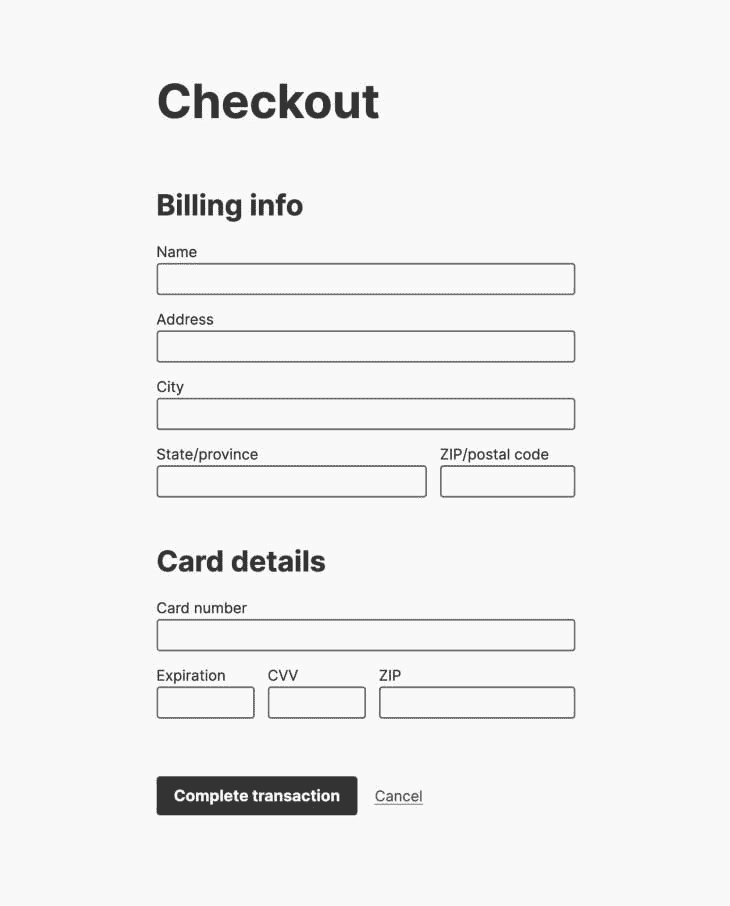 Checkout
Billing info
Name
Address
City
State/province ZIP/postal code
Card details
Card number
Expiration CVV ZIP
Complete transaction Cancel